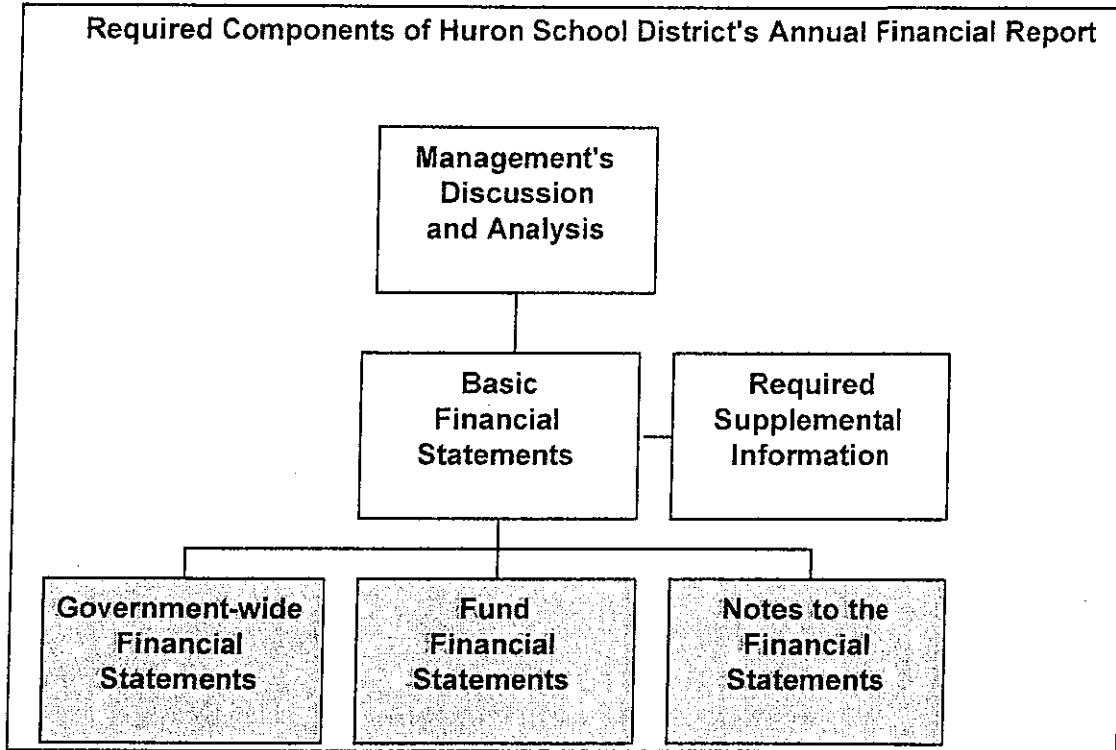 Required Components of Huron School District's Annual Financial Report
Management's
Discussion
and Analysis
Basic
Financial
Statements
Required
Supplemental
Information
Government-wide
Financial
Statements
Fund
Financial
Statements
Notes to the
Financial
Statements